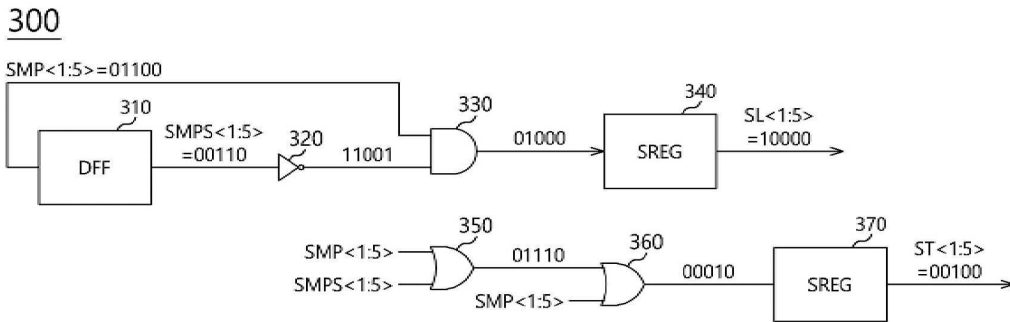 300
SMP<1:5>=01100
310
DFF
SMPS<1:5>
=00110
320
11001
330
01000
340
SREG
SL<1:5>
=10000
SMP<1:5>
SMPS<1:5>
350
01110
SMP<1:5>
360
00010
370
SREG
ST<1:5>
=00100